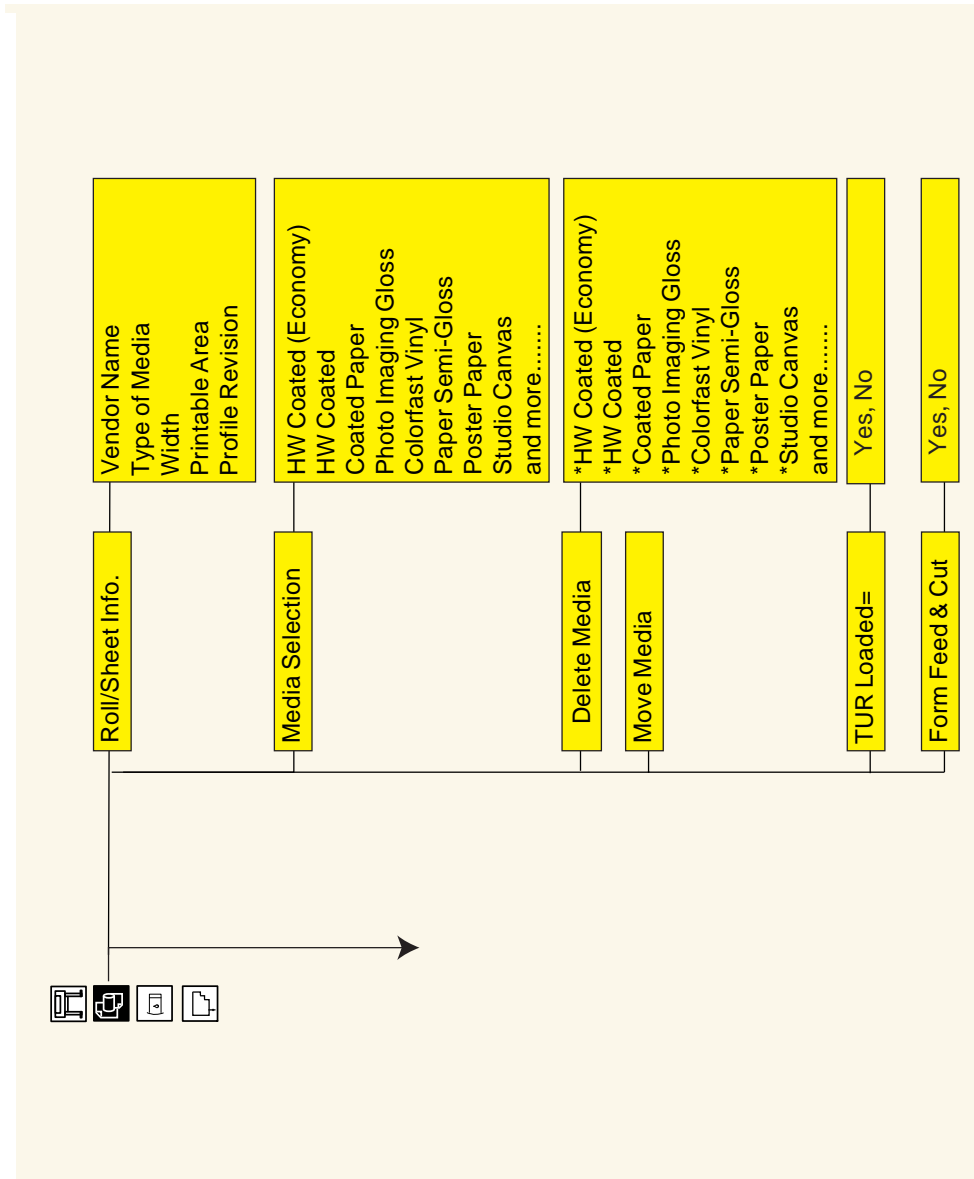 Roll/Sheet Info.
Vendor Name
Type of Media
Width
Printable Area
Profile Revision
Media Selection
HW Coated (Economy)
HW Coated
Coated Paper
Photo Imaging Gloss
Colorfast Vinyl
Paper Semi-Gloss
Poster Paper
Studio Canvas
and more.......
Delete Media
*HW Coated (Economy)
*HW Coated
*Coated Paper
*Photo Imaging Gloss
*Colorfast Vinyl
*Paper Semi-Gloss
*Poster Paper
*Studio Canvas
and more.......
Move Media
TUR Loaded=
Yes, No
Form Feed & Cut
Yes, No